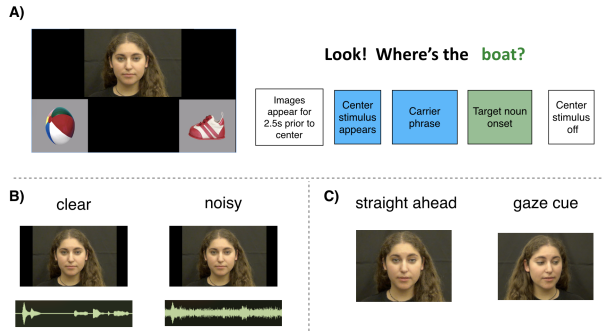 A)
Look! Where's the boat?
Images
appear for
2.5s prior to
center
Center
stimulus
appears
Carrier
phrase
Target noun
onset
Center
stimulus
off
B)
clear
noisy
C)
straight ahead
gaze cue